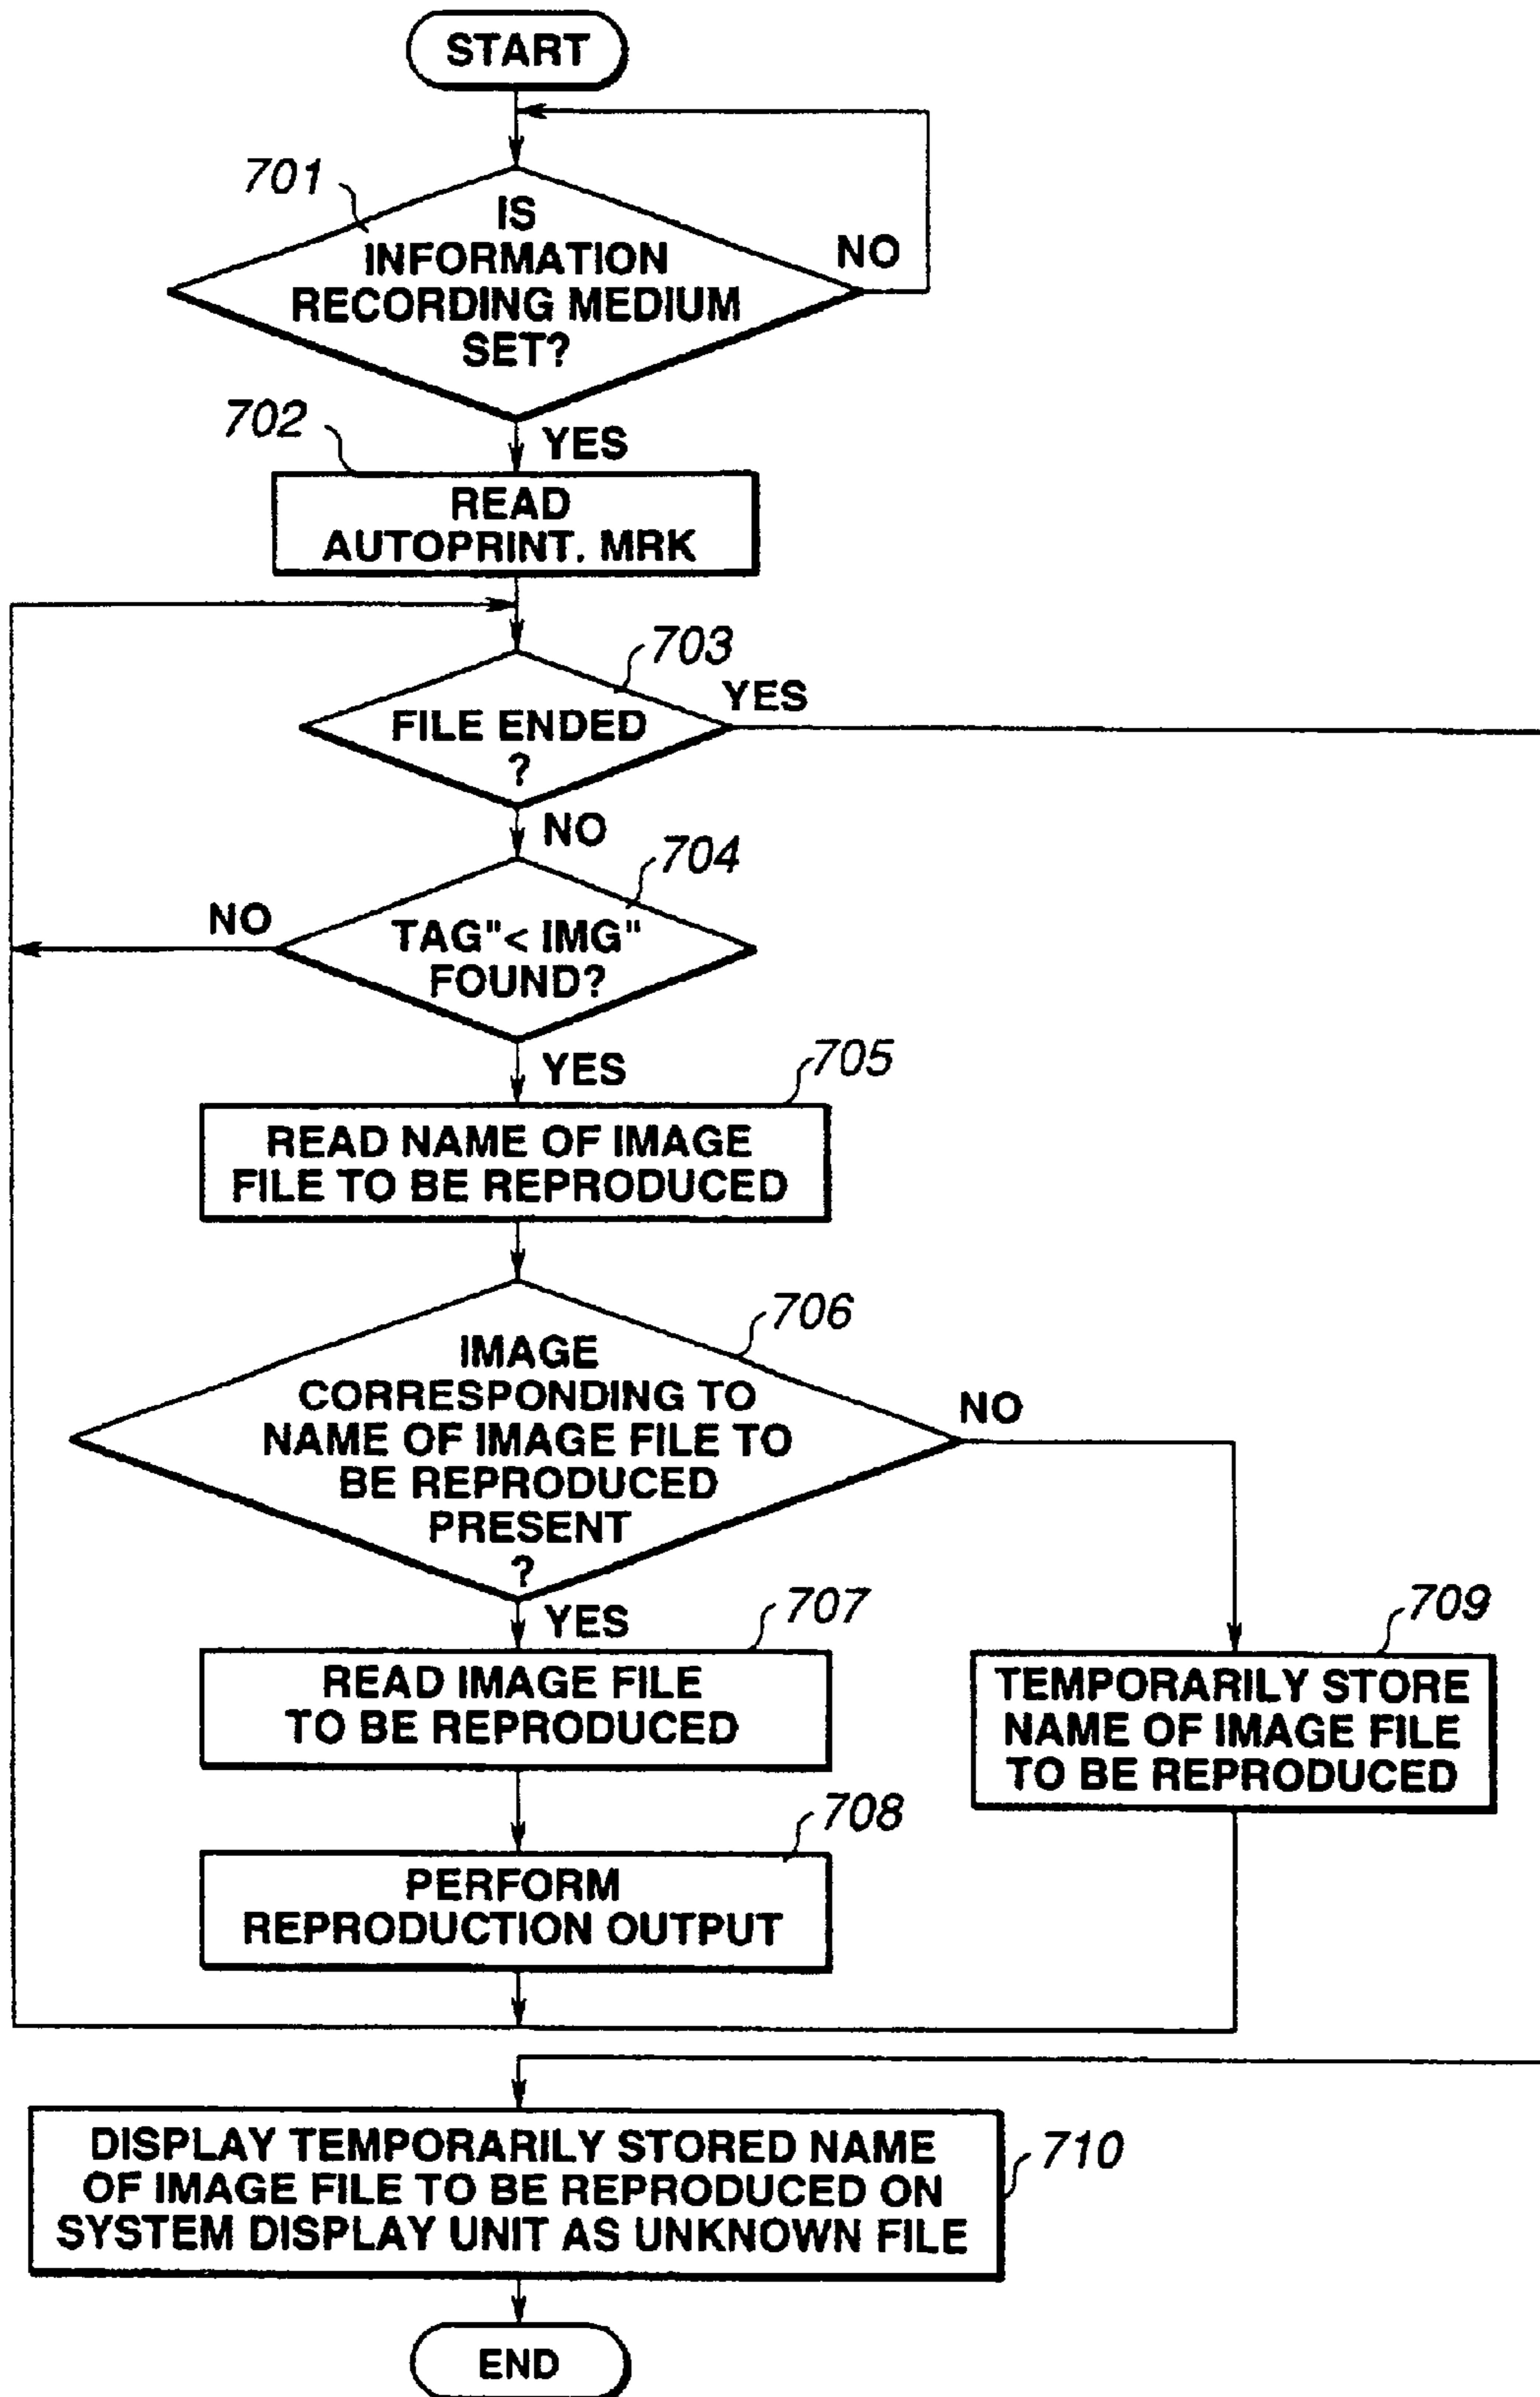 START
701
IS
INFORMATION
RECORDING MEDIUM
SET?
NO
702
YES
READ
AUTOPRINT. MRK
703
YES
FILE ENDED
?
NO
704
NO
TAG"< IMG"
FOUND?
YES
705
READ NAME OF IMAGE
FILE TO BE REPRODUCED
706
IMAGE
CORRESPONDING TO
NAME OF IMAGE FILE TO
BE REPRODUCED
PRESENT
?
NO
YES
707
READ IMAGE FILE
TO BE REPRODUCED
709
TEMPORARILY STORE
NAME OF IMAGE FILE
TO BE REPRODUCED
708
PERFORM
REPRODUCTION OUTPUT
DISPLAY TEMPORARILY STORED NAME
OF IMAGE FILE TO BE REPRODUCED ON
SYSTEM DISPLAY UNIT AS UNKNOWN FILE
710
END